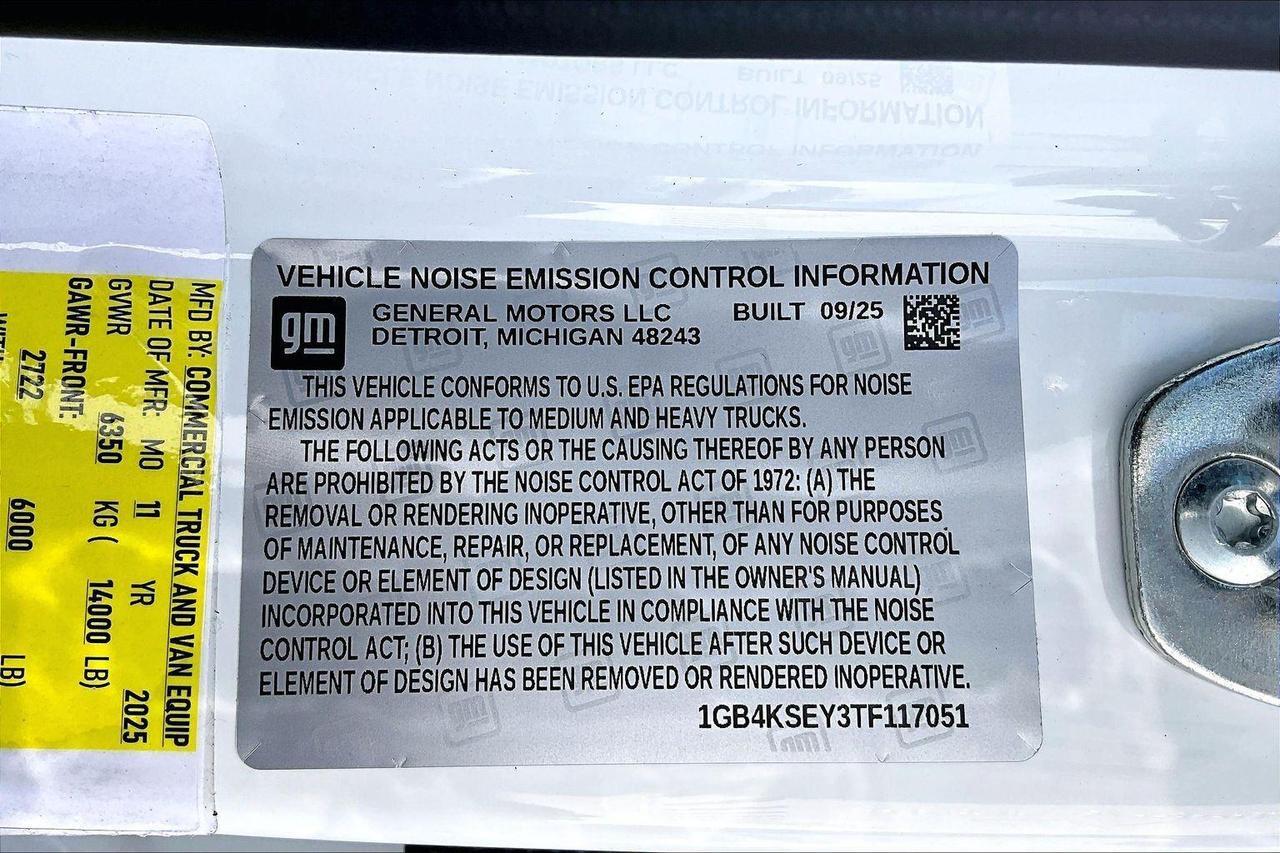 VEHICLE NOISE EMISSION CONTROL INFORMATION
gm
GENERAL MOTORS LLC BUILT 09/25
DETROIT, MICHIGAN 48243
THIS VEHICLE CONFORMS TO U.S. EPA REGULATIONS FOR NOISE
EMISSION APPLICABLE TO MEDIUM AND HEAVY TRUCKS.
THE FOLLOWING ACTS OR THE CAUSING THEREOF BY ANY PERSON
ARE PROHIBITED BY THE NOISE CONTROL ACT OF 1972: (A) THE
REMOVAL OR RENDERING INOPERATIVE, OTHER THAN FOR PURPOSES
OF MAINTENANCE, REPAIR, OR REPLACEMENT, OF ANY NOISE CONTROL
DEVICE OR ELEMENT OF DESIGN (LISTED IN THE OWNER'S MANUAL)
INCORPORATED INTO THIS VEHICLE IN COMPLIANCE WITH THE NOISE
CONTROL ACT; (B) THE USE OF THIS VEHICLE AFTER SUCH DEVICE OR
ELEMENT OF DESIGN HAS BEEN REMOVED OR RENDERED INOPERATIVE.
1GB4KSEY3TF117051
MFD BY: COMMERCIAL TRUCK AND VAN EQUIP
DATE OF MFR: MO 11 YR 2025
GVWR 6350 KG ( 14000 LB)
GAWR-FRONT:
2722 6000 LB)